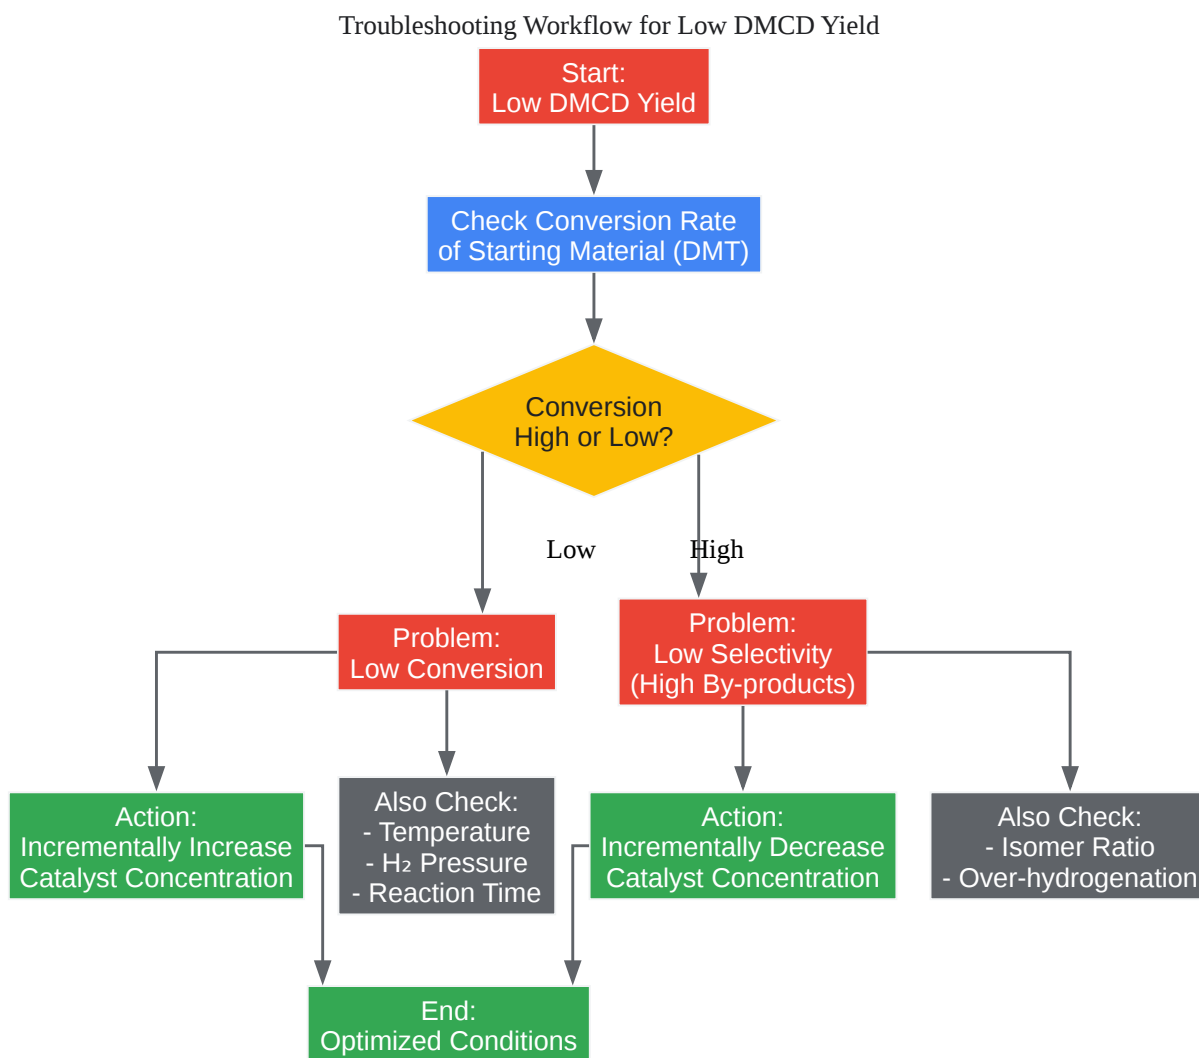 Troubleshooting Workflow for Low DMCD Yield
Start:
Low DMCD Yield
Check Conversion Rate
of Starting Material (DMT)
Conversion
High or Low?
Low
High
Problem:
Low Conversion
Problem:
Low Selectivity
(High By-products)
Action:
Incrementally Increase
Catalyst Concentration
Also Check:
- Temperature
- H₂ Pressure
- Reaction Time
Action:
Incrementally Decrease
Catalyst Concentration
Also Check:
- Isomer Ratio
- Over-hydrogenation
End:
Optimized Conditions